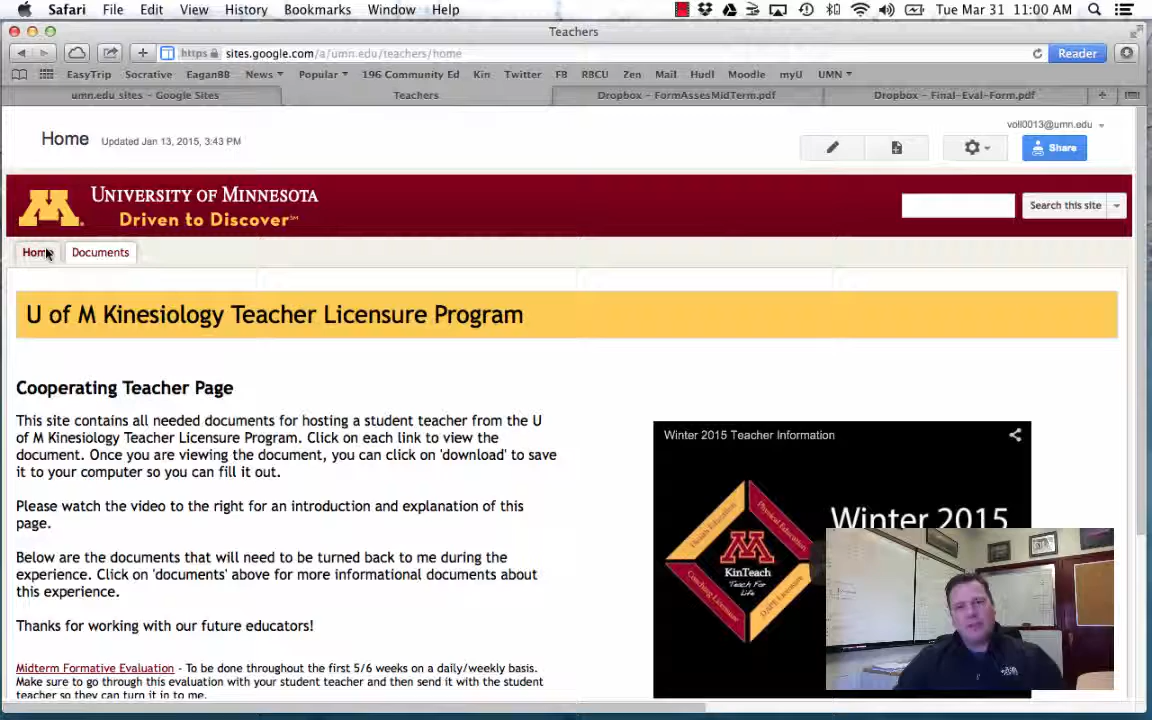 Safari File Edit View History Bookmarks Window Help Tue Mar 31 11:00 AM
Teachers
https sites.google.com/a/umn.edu/teachers/home Reader
EasyTrip Socrative Eagan88 News Popular 196 Community Ed Kin Twitter FB RBCU Zen Mail Hudl Moodle myU UMN
umn.edu sites - Google Sites Teachers Dropbox - FormAssesMidTerm.pdf Dropbox - Final-Eval-Form.pdf
voll0013@umn.edu
Home Updated Jan 13, 2015, 3:43 PM Share
UNIVERSITY OF MINNESOTA
Driven to Discover℠
Search this site
Home Documents
U of M Kinesiology Teacher Licensure Program
Cooperating Teacher Page
This site contains all needed documents for hosting a student teacher from the U
of M Kinesiology Teacher Licensure Program. Click on each link to view the
document. Once you are viewing the document, you can click on 'download' to save
it to your computer so you can fill it out.
Please watch the video to the right for an introduction and explanation of this
page.
Below are the documents that will need to be turned back to me during the
experience. Click on 'documents' above for more informational documents about
this experience.
Thanks for working with our future educators!
Midterm Formative Evaluation - To be done throughout the first 5/6 weeks on a daily/weekly basis.
Make sure to go through this evaluation with your student teacher and then send it with the student
teacher so they can turn it in to me.
Winter 2015 Teacher Information
Winter 2015
Health Education
Physical Education
M
KinTeach
Teach For
Life
Coaching Licensure
DAPE Licensure